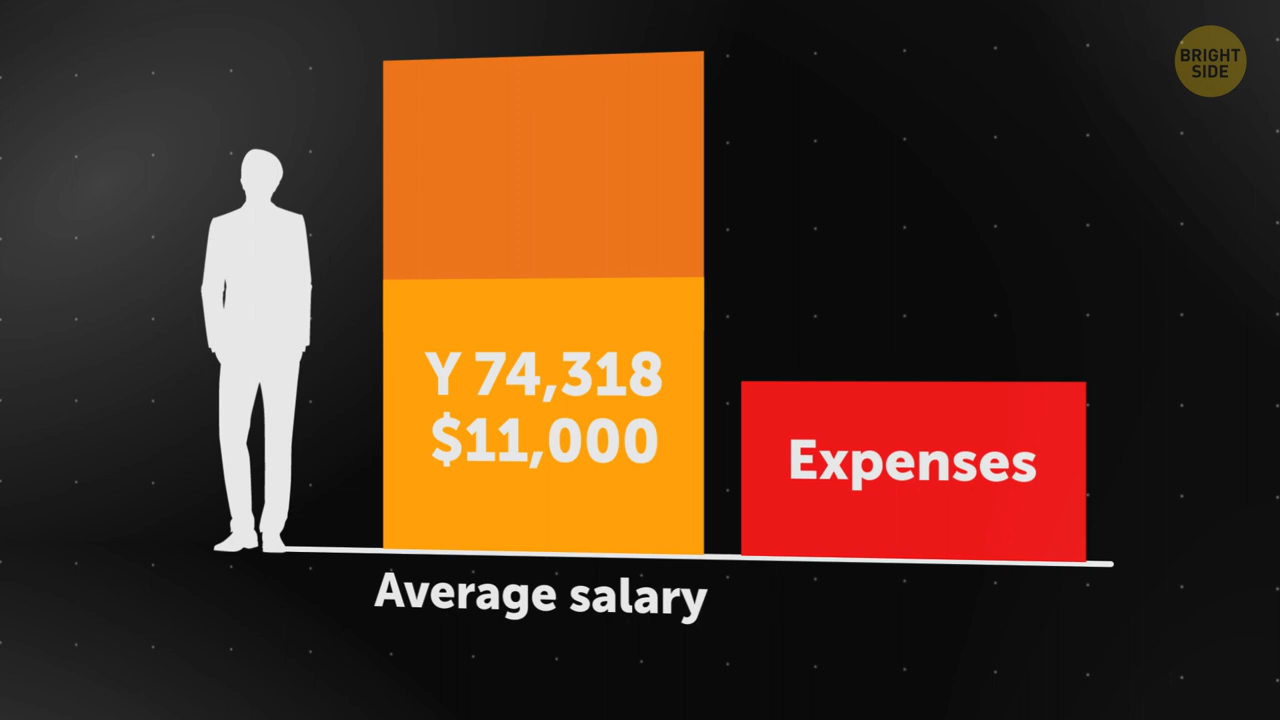 BRIGHT
SIDE
Y 74,318
$11,000
Expenses
Average salary